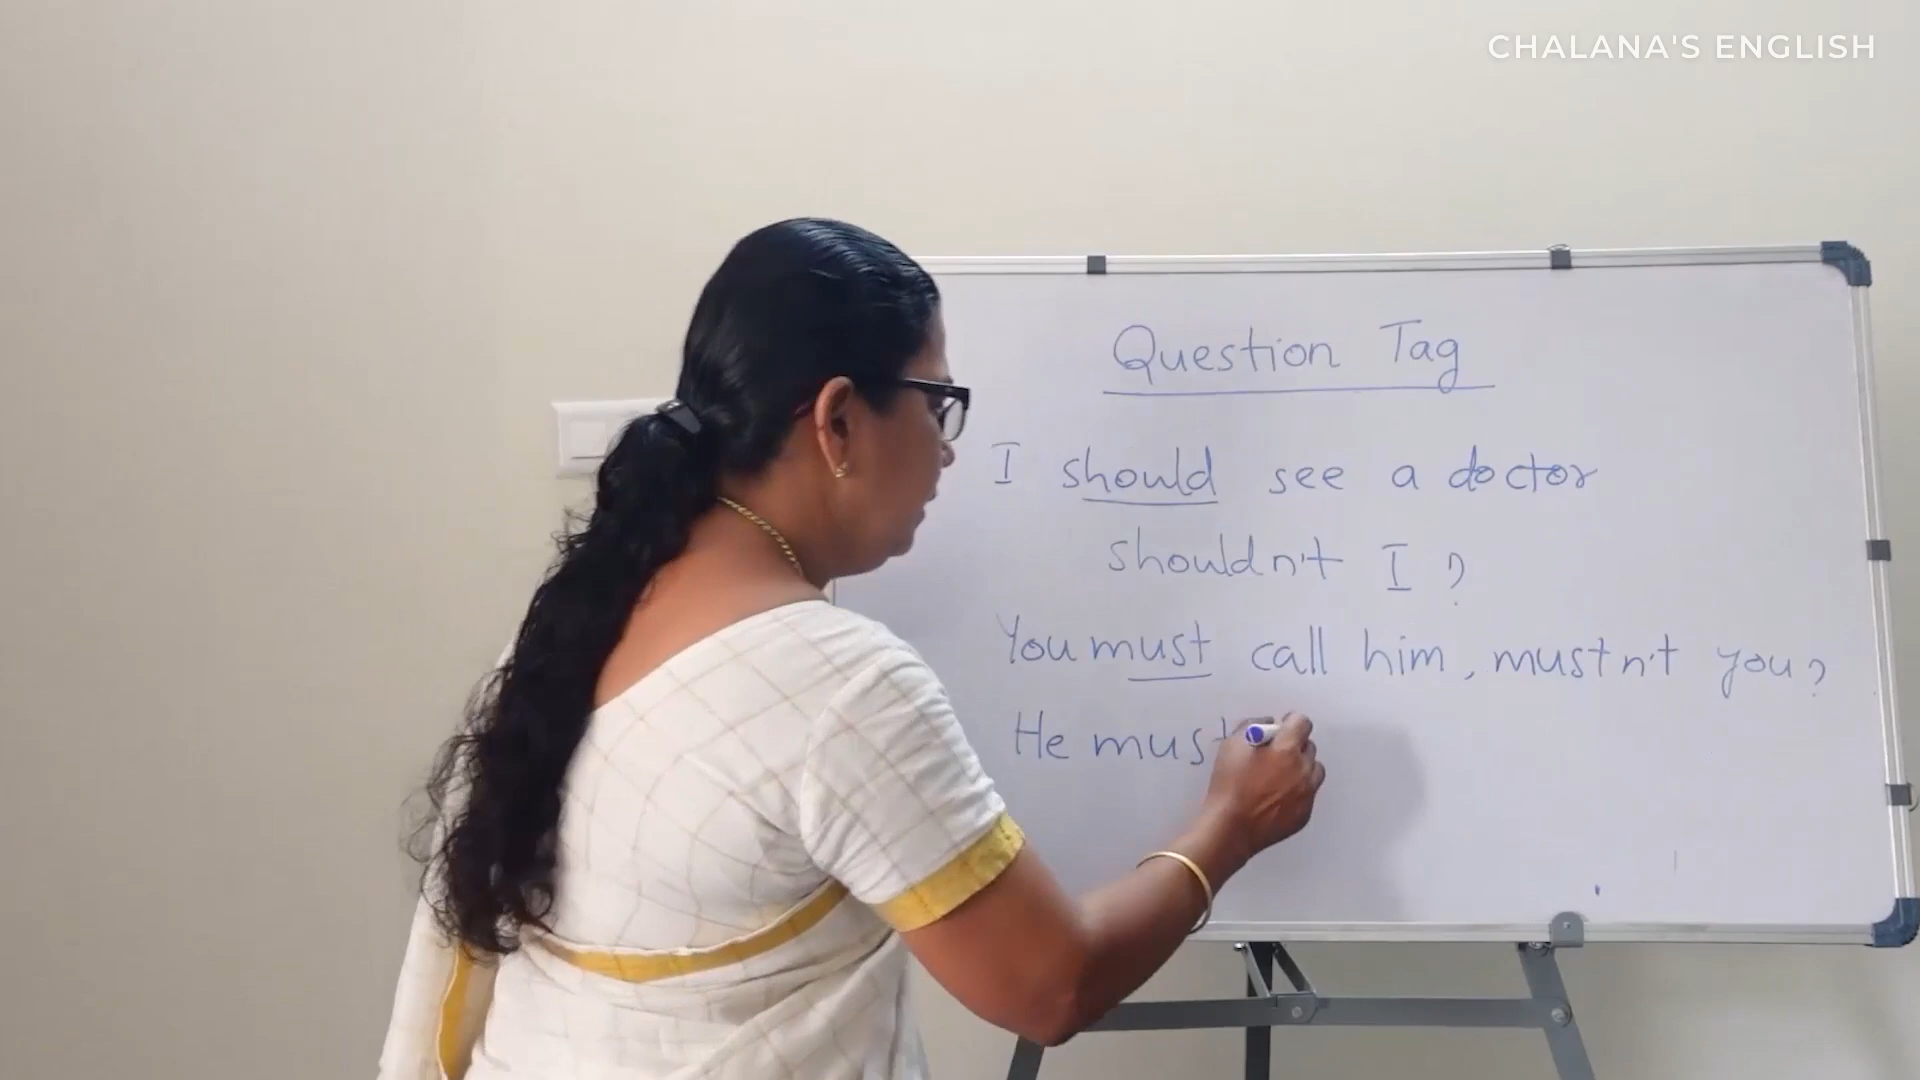 CHALANA'S ENGLISH
Question Tag
I should see a doctor
shouldn't I ?
You must call him, mustn't you?
He must